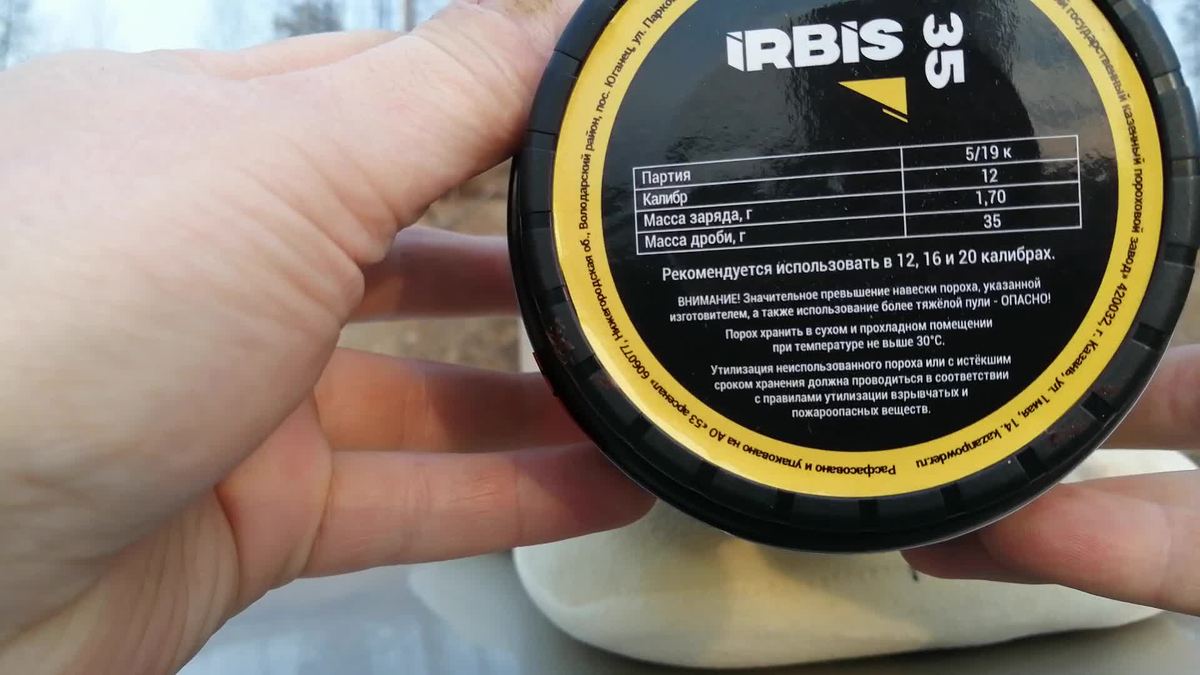 iRBiS 35
Партия 5/19 к
Калибр 12
Масса заряда, г 1,70
Масса дроби, г 35
Рекомендуется использовать в 12, 16 и 20 калибрах.
ВНИМАНИЕ! Значительное превышение навески пороха, указанной
изготовителем, а также использование более тяжёлой пули - ОПАСНО!
Порох хранить в сухом и прохладном помещении
при температуре не выше 30°С.
Утилизация неиспользованного пороха или с истёкшим
сроком хранения должна проводиться в соответствии
с правилами утилизации взрывчатых и
пожароопасных веществ.
государственный казенный пороховой завод» 420032, г. Казань, ул. 1 мая, 14, kazanpowder.ru
Расфасовано и упаковано на АО «53 арсенал» 606077, Нижегородская об., Володарский район, пос. Юганец, ул. Парко